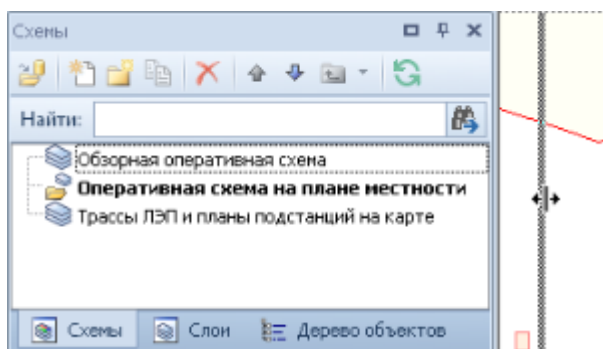 Схемы
Найти:
Обзорная оперативная схема
Оперативная схема на плане местности
Трассы ЛЭП и планы подстанций на карте
Схемы Слои Дерево объектов